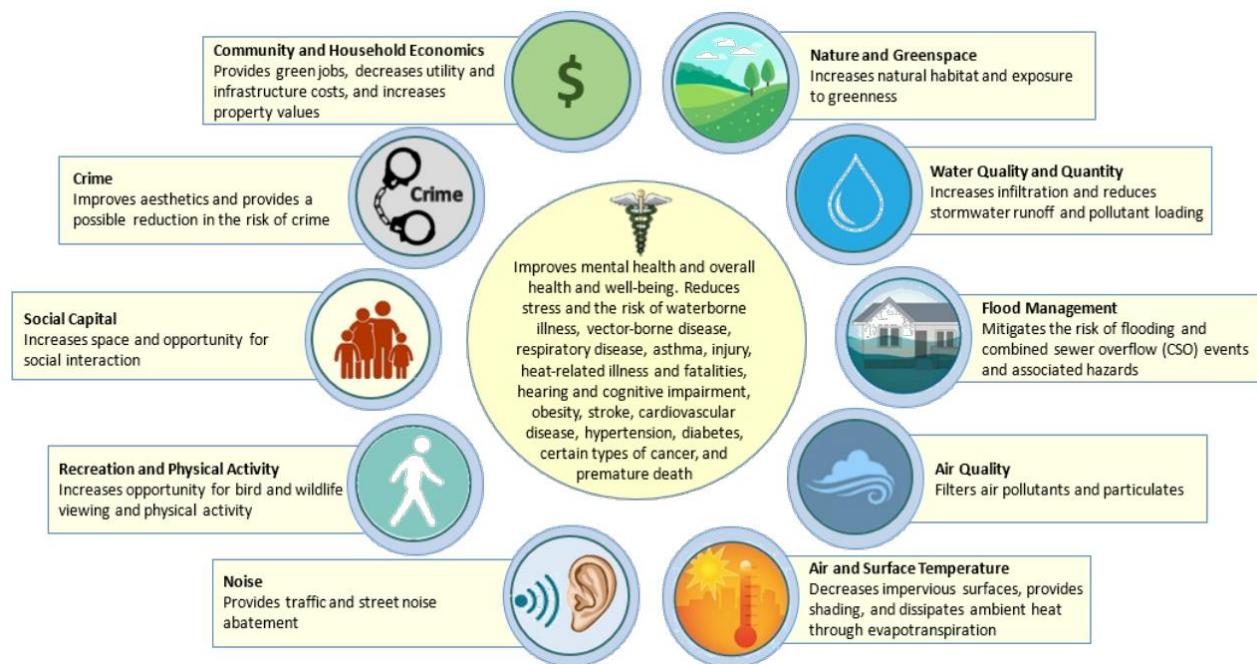 Community and Household Economics
Provides green jobs, decreases utility and
infrastructure costs, and increases
property values
$
Nature and Greenspace
Increases natural habitat and exposure
to greenness
Crime
Improves aesthetics and provides a
possible reduction in the risk of crime
Crime
Water Quality and Quantity
Increases infiltration and reduces
stormwater runoff and pollutant loading
Improves mental health and overall
health and well-being. Reduces
stress and the risk of waterborne
illness, vector-borne disease,
respiratory disease, asthma, injury,
heat-related illness and fatalities,
hearing and cognitive impairment,
obesity, stroke, cardiovascular
disease, hypertension, diabetes,
certain types of cancer, and
premature death
Social Capital
Increases space and opportunity for
social interaction
Flood Management
Mitigates the risk of flooding and
combined sewer overflow (CSO) events
and associated hazards
Recreation and Physical Activity
Increases opportunity for bird and wildlife
viewing and physical activity
Air Quality
Filters air pollutants and particulates
Noise
Provides traffic and street noise
abatement
Air and Surface Temperature
Decreases impervious surfaces, provides
shading, and dissipates ambient heat
through evapotranspiration